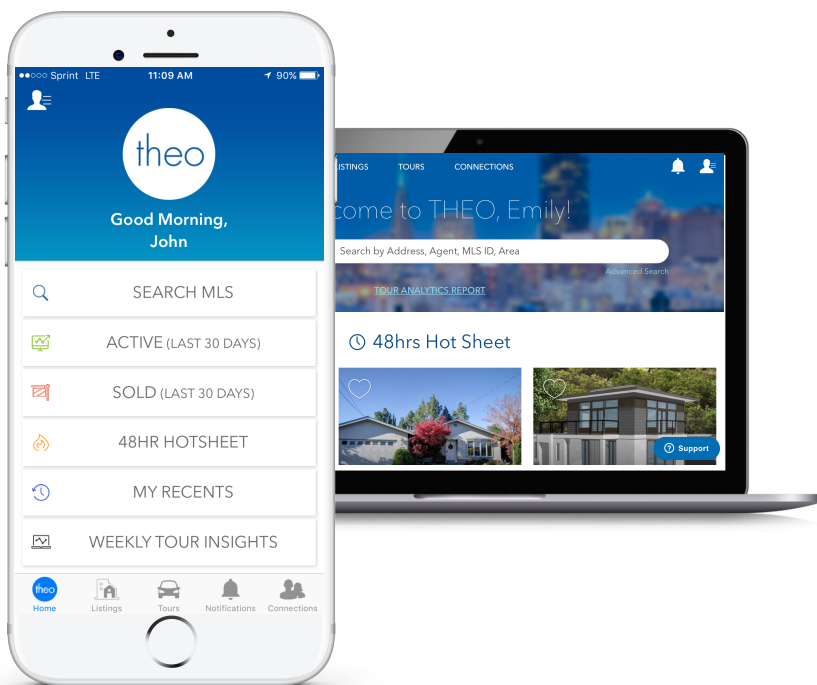 Sprint LTE 11:09 AM 90%
theo
Good Morning,
John
SEARCH MLS
ACTIVE (LAST 30 DAYS)
SOLD (LAST 30 DAYS)
48HR HOTSHEET
MY RECENTS
WEEKLY TOUR INSIGHTS
theo
Home Listings Tours Notifications Connections
ISTINGS TOURS CONNECTIONS
come to THEO, Emily!
Search by Address, Agent, MLS ID, Area
Advanced Search
TOUR ANALYTICS REPORT
48hrs Hot Sheet
Support